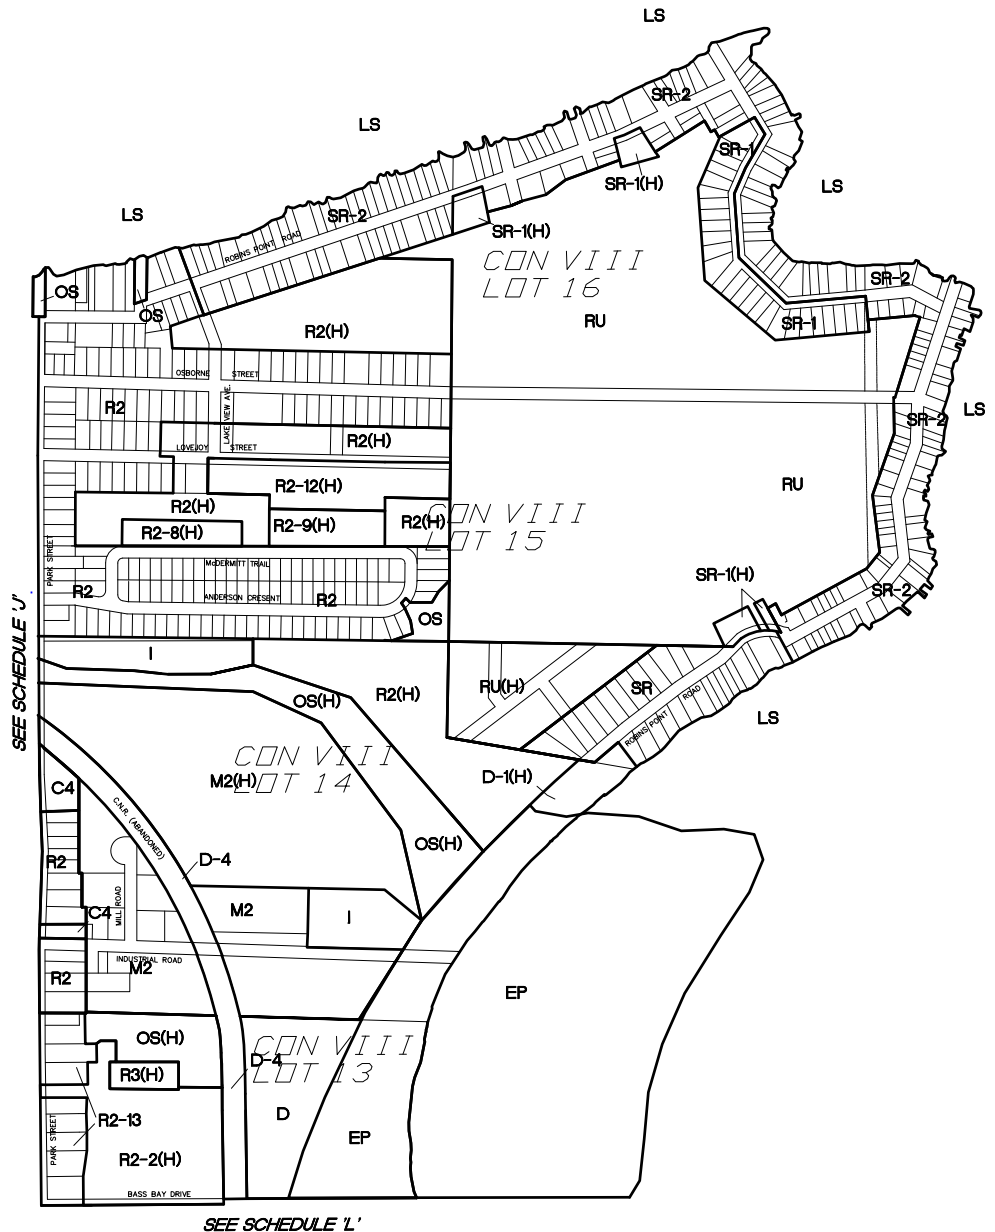 LS
SR-2
LS
SR-1
SR-1(H)
LS
LS
SR-2
SR-1(H)
ROBINS POINT ROAD
CON VIII
LOT 16
SR-2
OS
OS
RU
SR-1
R2(H)
OSBORNE STREET
LAKE VIEW AVE.
R2
LS
SR-2
R2(H)
LOVEJOY STREET
R2-12(H)
RU
R2(H)
CON VIII
LOT 15
R2-9(H)
R2(H)
R2-8(H)
PARK STREET
McDERMITT TRAIL
SR-1(H)
R2
ANDERSON CRESENT
R2
SR-2
OS
SEE SCHEDULE 'J'
I
RU(H)
SR
R2(H)
OS(H)
ROBINS POINT ROAD
LS
CON VIII
LOT 14
M2(H)
D-1(H)
C4
C.N.R. (ABANDONED)
OS(H)
R2
D-4
MILL ROAD
C4
M2
I
INDUSTRIAL ROAD
M2
R2
EP
OS(H)
CON VIII
LOT 13
D-4
R3(H)
D
R2-13
PARK STREET
EP
R2-2(H)
BASS BAY DRIVE
SEE SCHEDULE 'L'